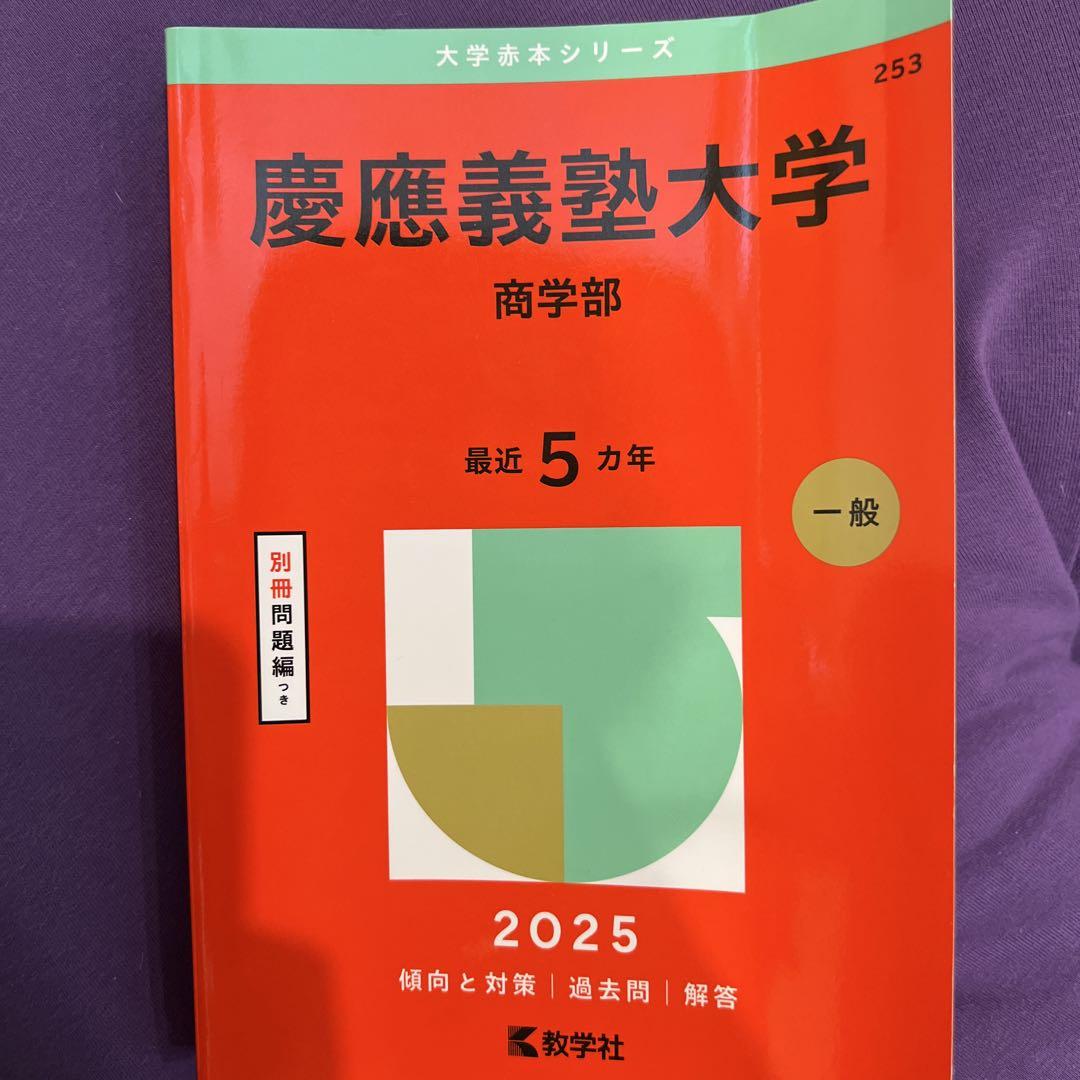 大学赤本シリーズ
253
慶應義塾大学
商学部
最近5カ年
一般
別冊問題編つき
2025
傾向と対策｜過去問｜解答
教学社